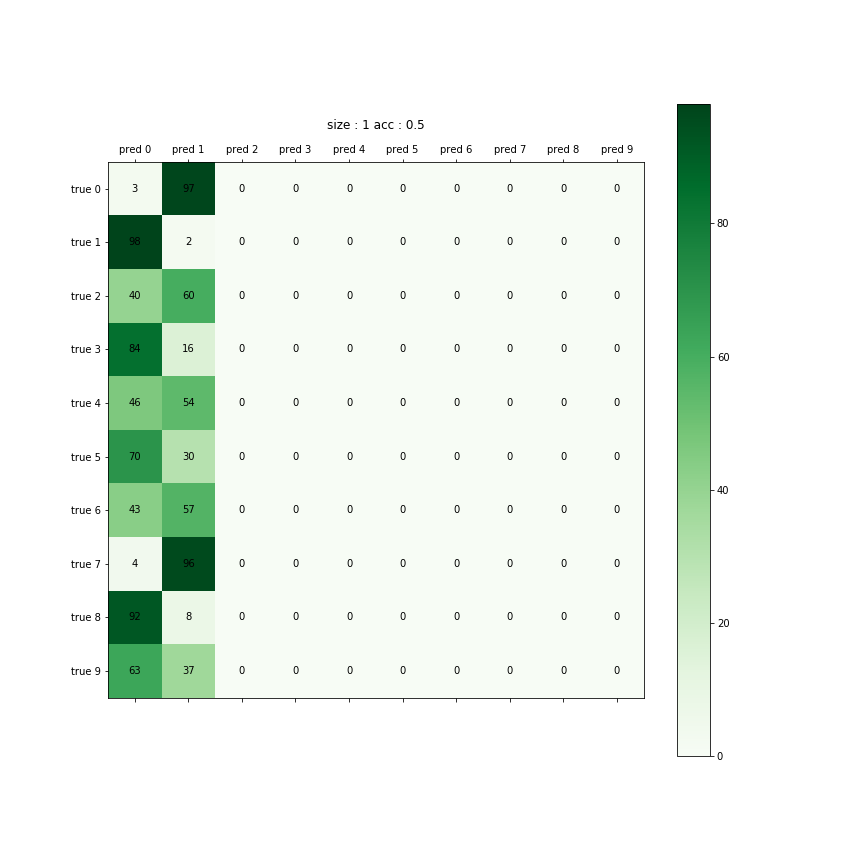 size : 1 acc : 0.5
pred 0 pred 1 pred 2 pred 3 pred 4 pred 5 pred 6 pred 7 pred 8 pred 9
true 0 3 97 0 0 0 0 0 0 0 0
true 1 98 2 0 0 0 0 0 0 0 0
true 2 40 60 0 0 0 0 0 0 0 0
true 3 84 16 0 0 0 0 0 0 0 0
true 4 46 54 0 0 0 0 0 0 0 0
true 5 70 30 0 0 0 0 0 0 0 0
true 6 43 57 0 0 0 0 0 0 0 0
true 7 4 96 0 0 0 0 0 0 0 0
true 8 92 8 0 0 0 0 0 0 0 0
true 9 63 37 0 0 0 0 0 0 0 0
80
60
40
20
0